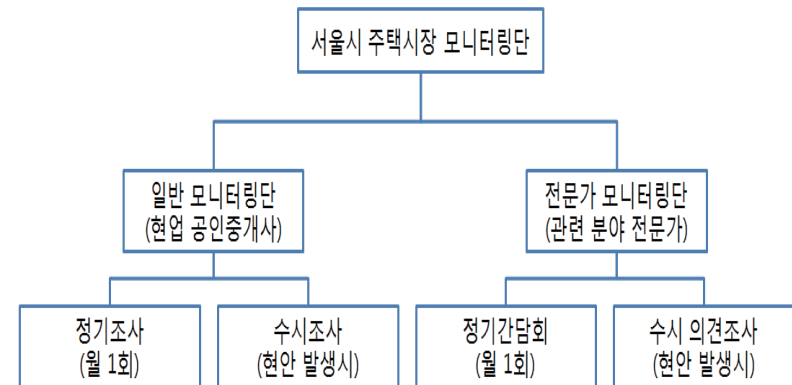 서울시 주택시장 모니터링단
일반 모니터링단
(현업 공인중개사)
전문가 모니터링단
(관련 분야 전문가)
정기조사
(월 1회)
수시조사
(현안 발생시)
정기간담회
(월 1회)
수시 의견조사
(현안 발생시)